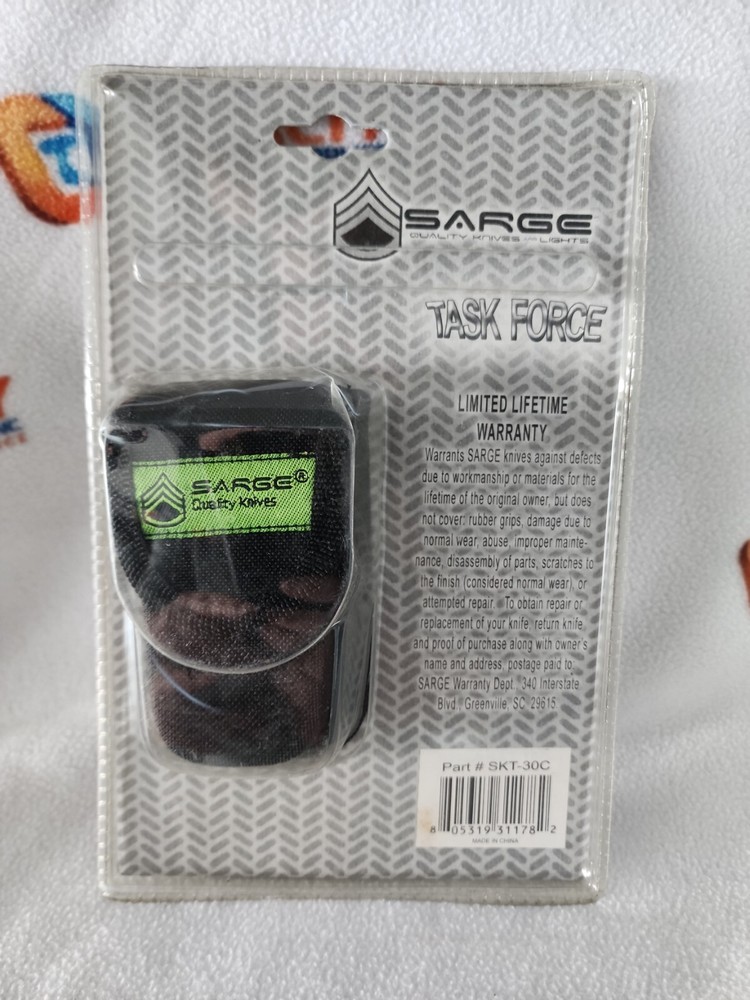 SARGE
QUALITY KNIVES AND LIGHTS
TASK FORCE
LIMITED LIFETIME
WARRANTY
Warrants SARGE knives against defects
due to workmanship or materials for the
lifetime of the original owner, but does
not cover: rubber grips, damage due to
normal wear, abuse, improper mainte-
nance, disassembly of parts, scratches to
the finish (considered normal wear), or
attempted repair. To obtain repair or
replacement of your knife, return knife
and proof of purchase along with owner's
name and address, postage paid to:
SARGE Warranty Dept., 340 Interstate
Blvd., Greenville, SC 29615.
SARGE®
Quality Knives
Part # SKT-30C
8 05319 31178 2
MADE IN CHINA